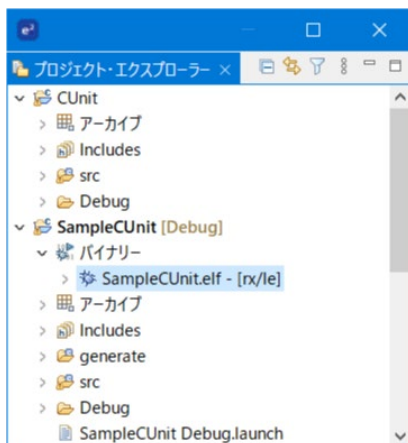 e²
プロジェクト・エクスプローラー
CUnit
アーカイブ
Includes
src
Debug
SampleCUnit [Debug]
バイナリー
SampleCUnit.elf - [rx/le]
アーカイブ
Includes
generate
src
Debug
SampleCUnit Debug.launch